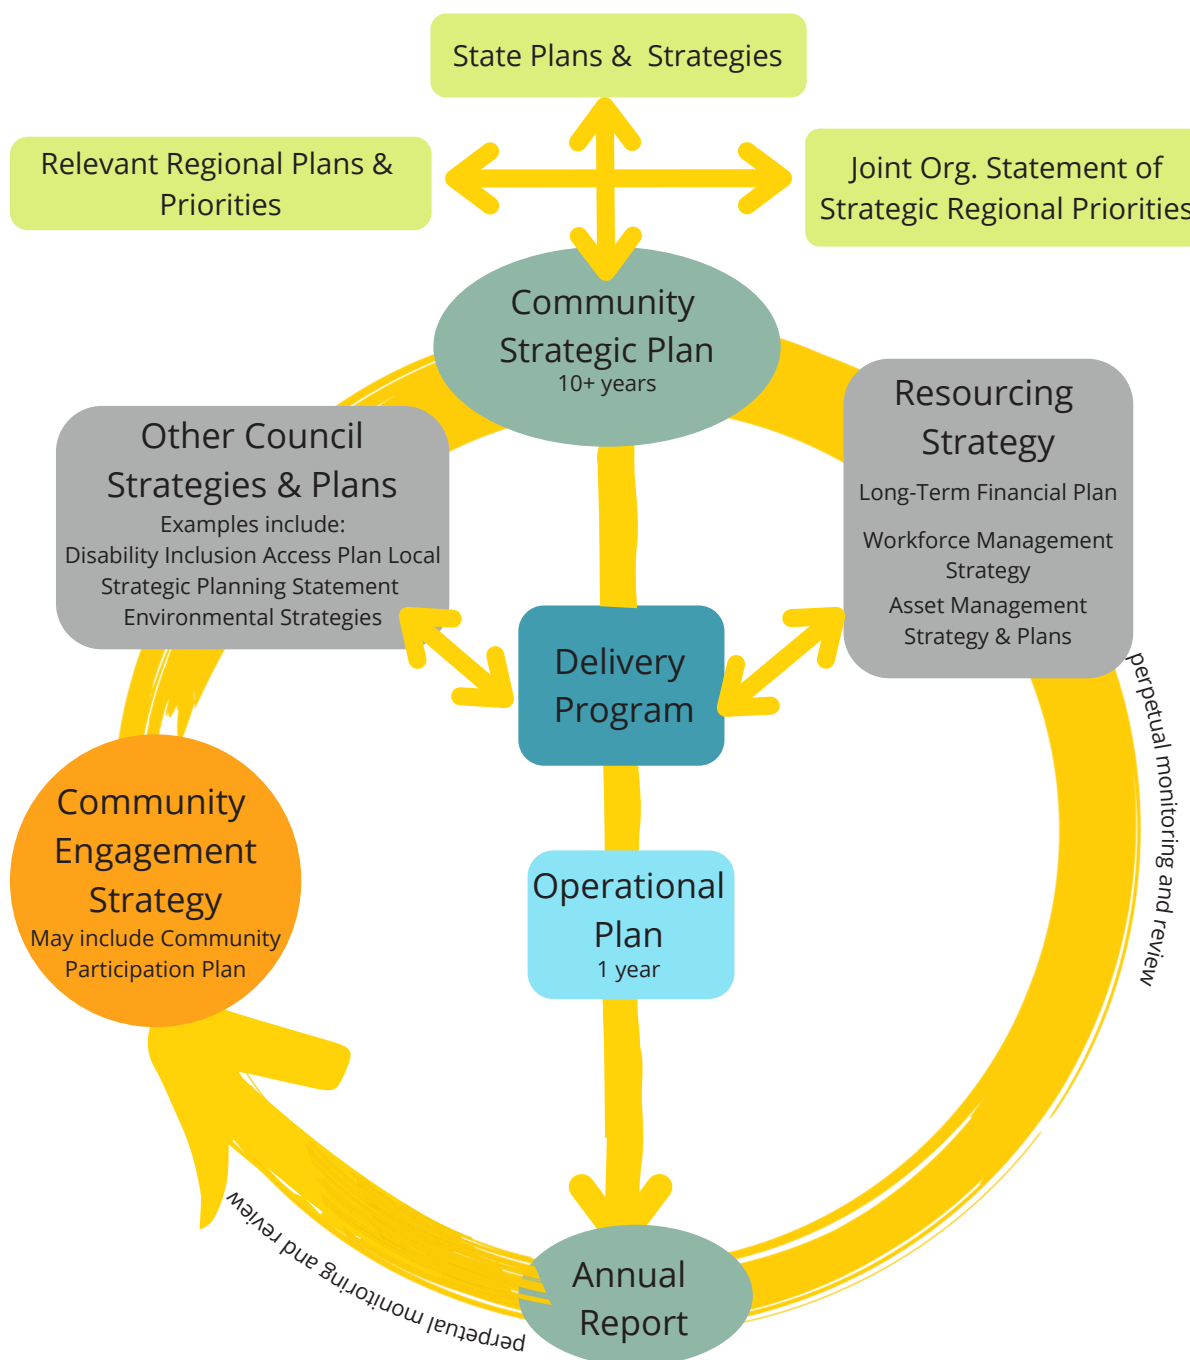 State Plans & Strategies
Relevant Regional Plans &
Priorities
Joint Org. Statement of
Strategic Regional Priorities
Community
Strategic Plan
10+ years
Other Council
Strategies & Plans
Examples include:
Disability Inclusion Access Plan Local
Strategic Planning Statement
Environmental Strategies
Resourcing
Strategy
Long-Term Financial Plan
Workforce Management
Strategy
Asset Management
Strategy & Plans
Delivery
Program
perpetual monitoring and review
Community
Engagement
Strategy
May include Community
Participation Plan
Operational
Plan
1 year
perpetual monitoring and review
Annual
Report